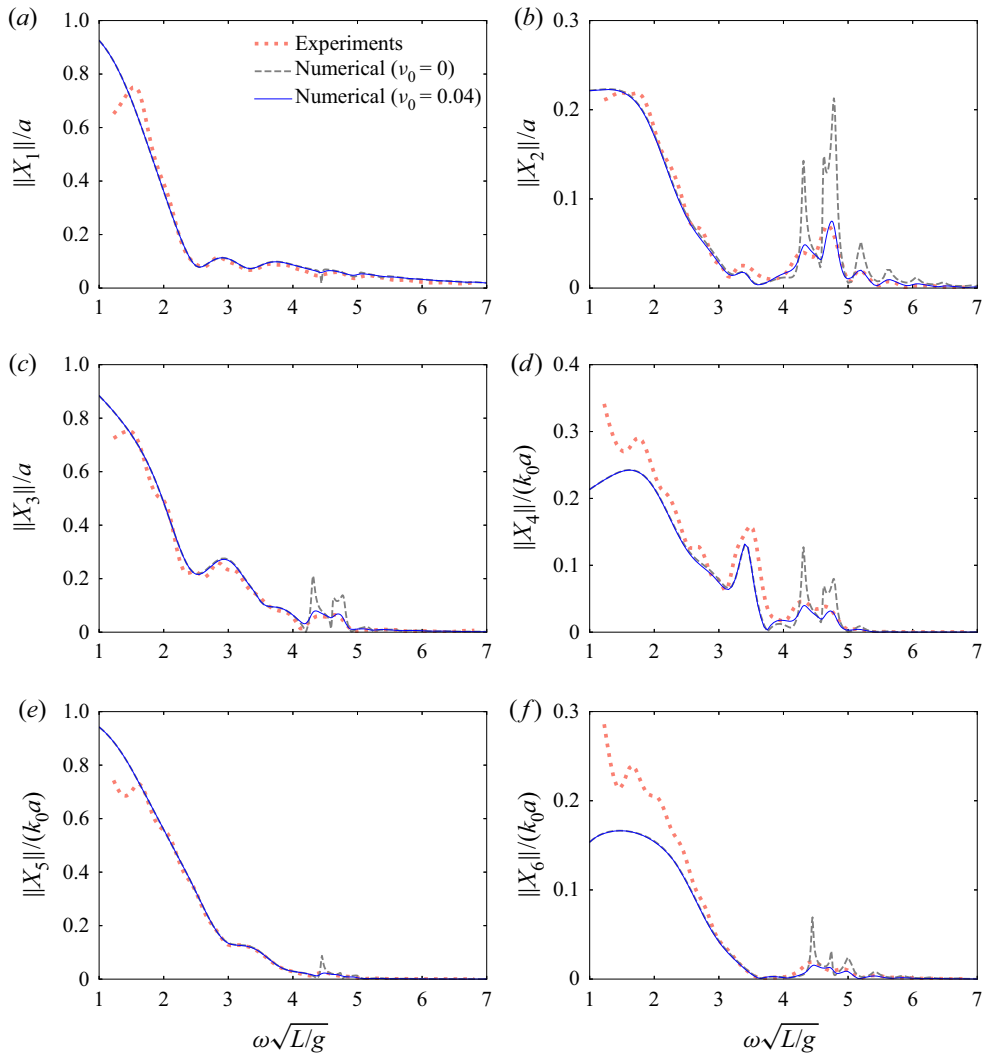 (a)
1.0
0.8
0.6
0.4
0.2
0
||X₁||/a
Experiments
Numerical (ν₀ = 0)
Numerical (ν₀ = 0.04)
1 2 3 4 5 6 7
(b)
0.3
0.2
0.1
0
||X₂||/a
1 2 3 4 5 6 7
(c)
1.0
0.8
0.6
0.4
0.2
0
||X₃||/a
1 2 3 4 5 6 7
(d)
0.4
0.3
0.2
0.1
0
||X₄||/(k₀a)
1 2 3 4 5 6 7
(e)
1.0
0.8
0.6
0.4
0.2
0
||X₅||/(k₀a)
1 2 3 4 5 6 7
ω√L/g
(f)
0.3
0.2
0.1
0
||X₆||/(k₀a)
1 2 3 4 5 6 7
ω√L/g